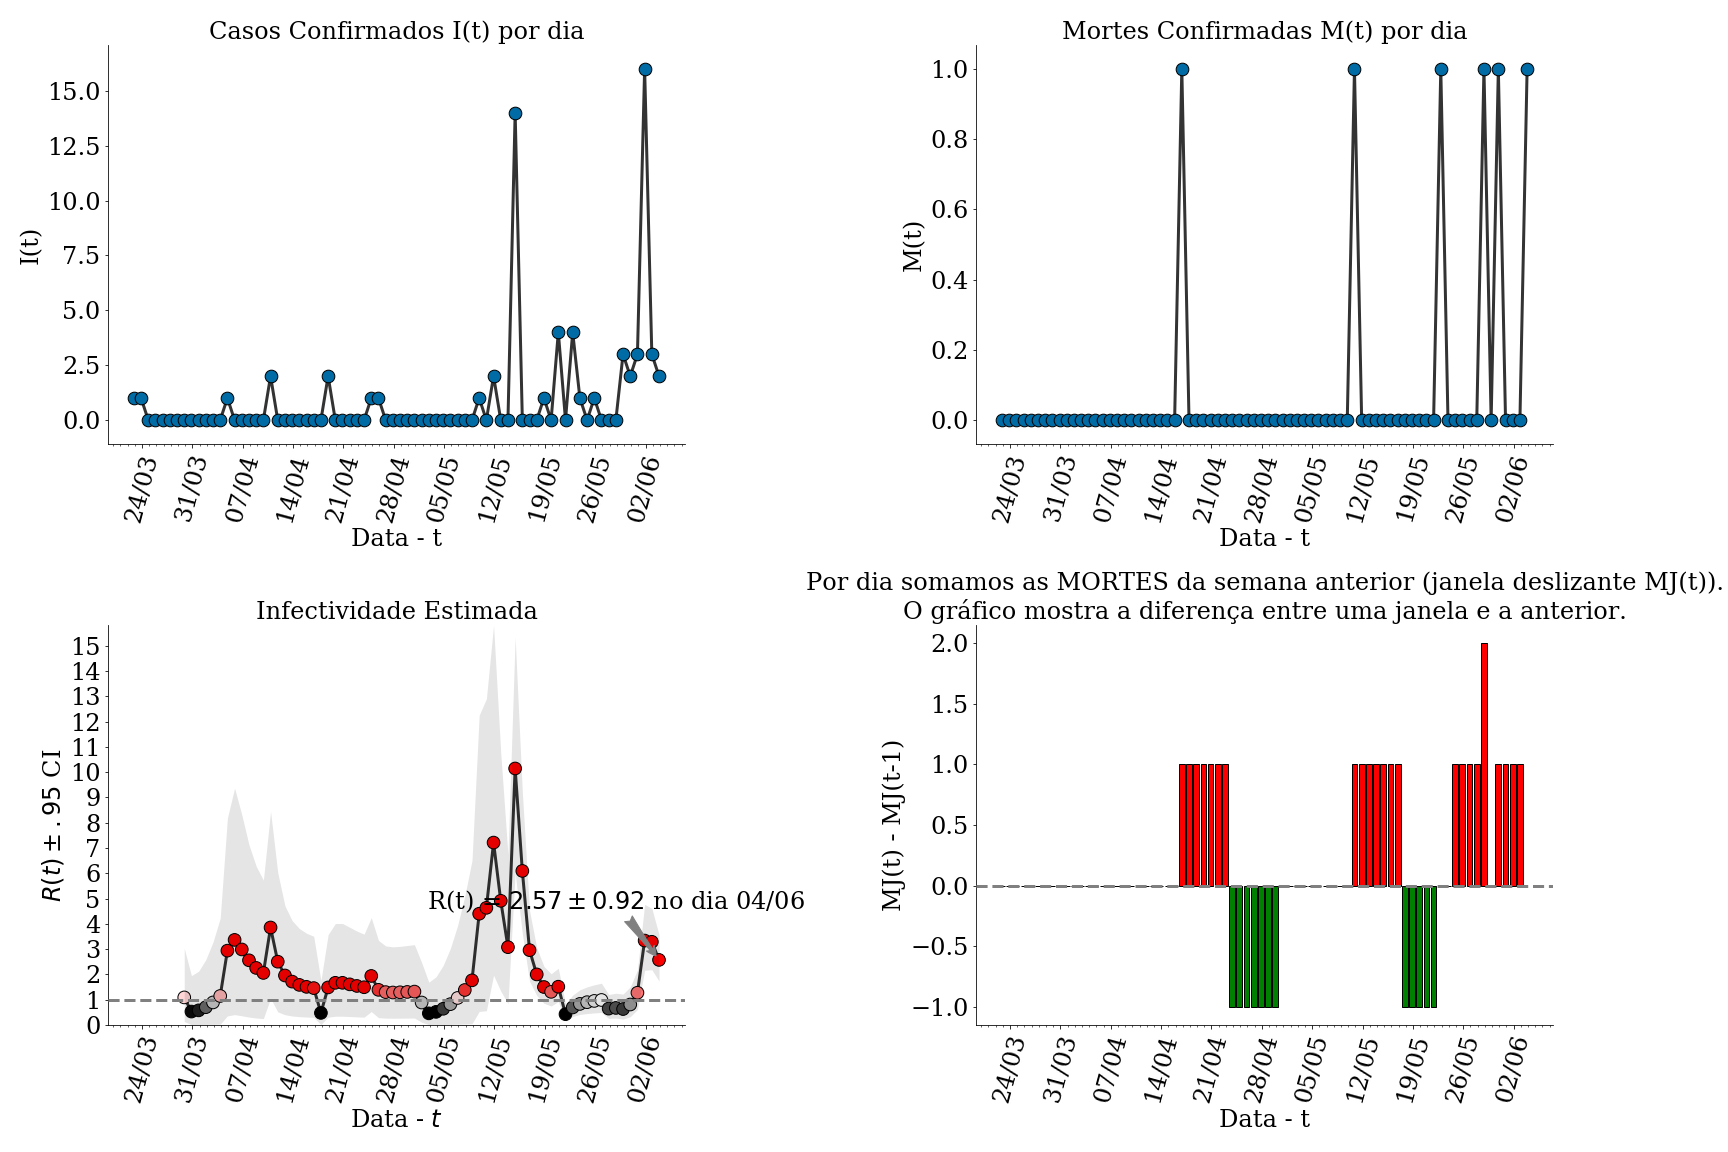 Casos Confirmados I(t) por dia
I(t)
15.0
12.5
10.0
7.5
5.0
2.5
0.0
24/03 31/03 07/04 14/04 21/04 28/04 05/05 12/05 19/05 26/05 02/06
Data - t
Mortes Confirmadas M(t) por dia
M(t)
1.0
0.8
0.6
0.4
0.2
0.0
24/03 31/03 07/04 14/04 21/04 28/04 05/05 12/05 19/05 26/05 02/06
Data - t
Infectividade Estimada
R(t) ± .95 CI
15
14
13
12
11
10
9
8
7
6
5
4
3
2
1
0
R(t) = 2.57 ± 0.92 no dia 04/06
24/03 31/03 07/04 14/04 21/04 28/04 05/05 12/05 19/05 26/05 02/06
Data - t
Por dia somamos as MORTES da semana anterior (janela deslizante MJ(t)).
O gráfico mostra a diferença entre uma janela e a anterior.
MJ(t) - MJ(t-1)
2.0
1.5
1.0
0.5
0.0
−0.5
−1.0
24/03 31/03 07/04 14/04 21/04 28/04 05/05 12/05 19/05 26/05 02/06
Data - t